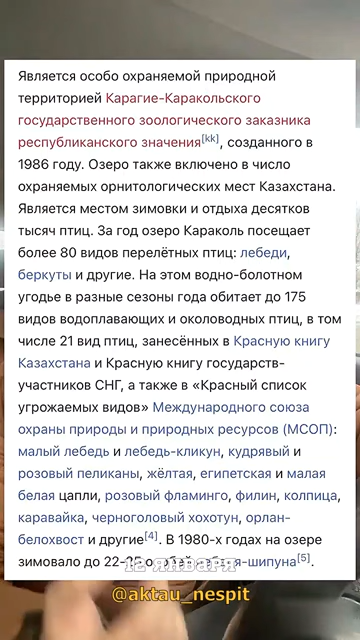 Является особо охраняемой природной
территорией Карагие-Каракольского
государственного зоологического заказника
республиканского значения[kk], созданного в
1986 году. Озеро также включено в число
охраняемых орнитологических мест Казахстана.
Является местом зимовки и отдыха десятков
тысяч птиц. За год озеро Караколь посещает
более 80 видов перелётных птиц: лебеди,
беркуты и другие. На этом водно-болотном
угодье в разные сезоны года обитает до 175
видов водоплавающих и околоводных птиц, в том
числе 21 вид птиц, занесённых в Красную книгу
Казахстана и Красную книгу государств-
участников СНГ, а также в «Красный список
угрожаемых видов» Международного союза
охраны природы и природных ресурсов (МСОП):
малый лебедь и лебедь-кликун, кудрявый и
розовый пеликаны, жёлтая, египетская и малая
белая цапли, розовый фламинго, филин, колпица,
каравайка, черноголовый хохотун, орлан-
белохвост и другие[4]. В 1980-х годах на озере
зимовало до 22-25 особей лебедя-шипуна[5].
12 ЯНВАРЯ
@aktau_nespit